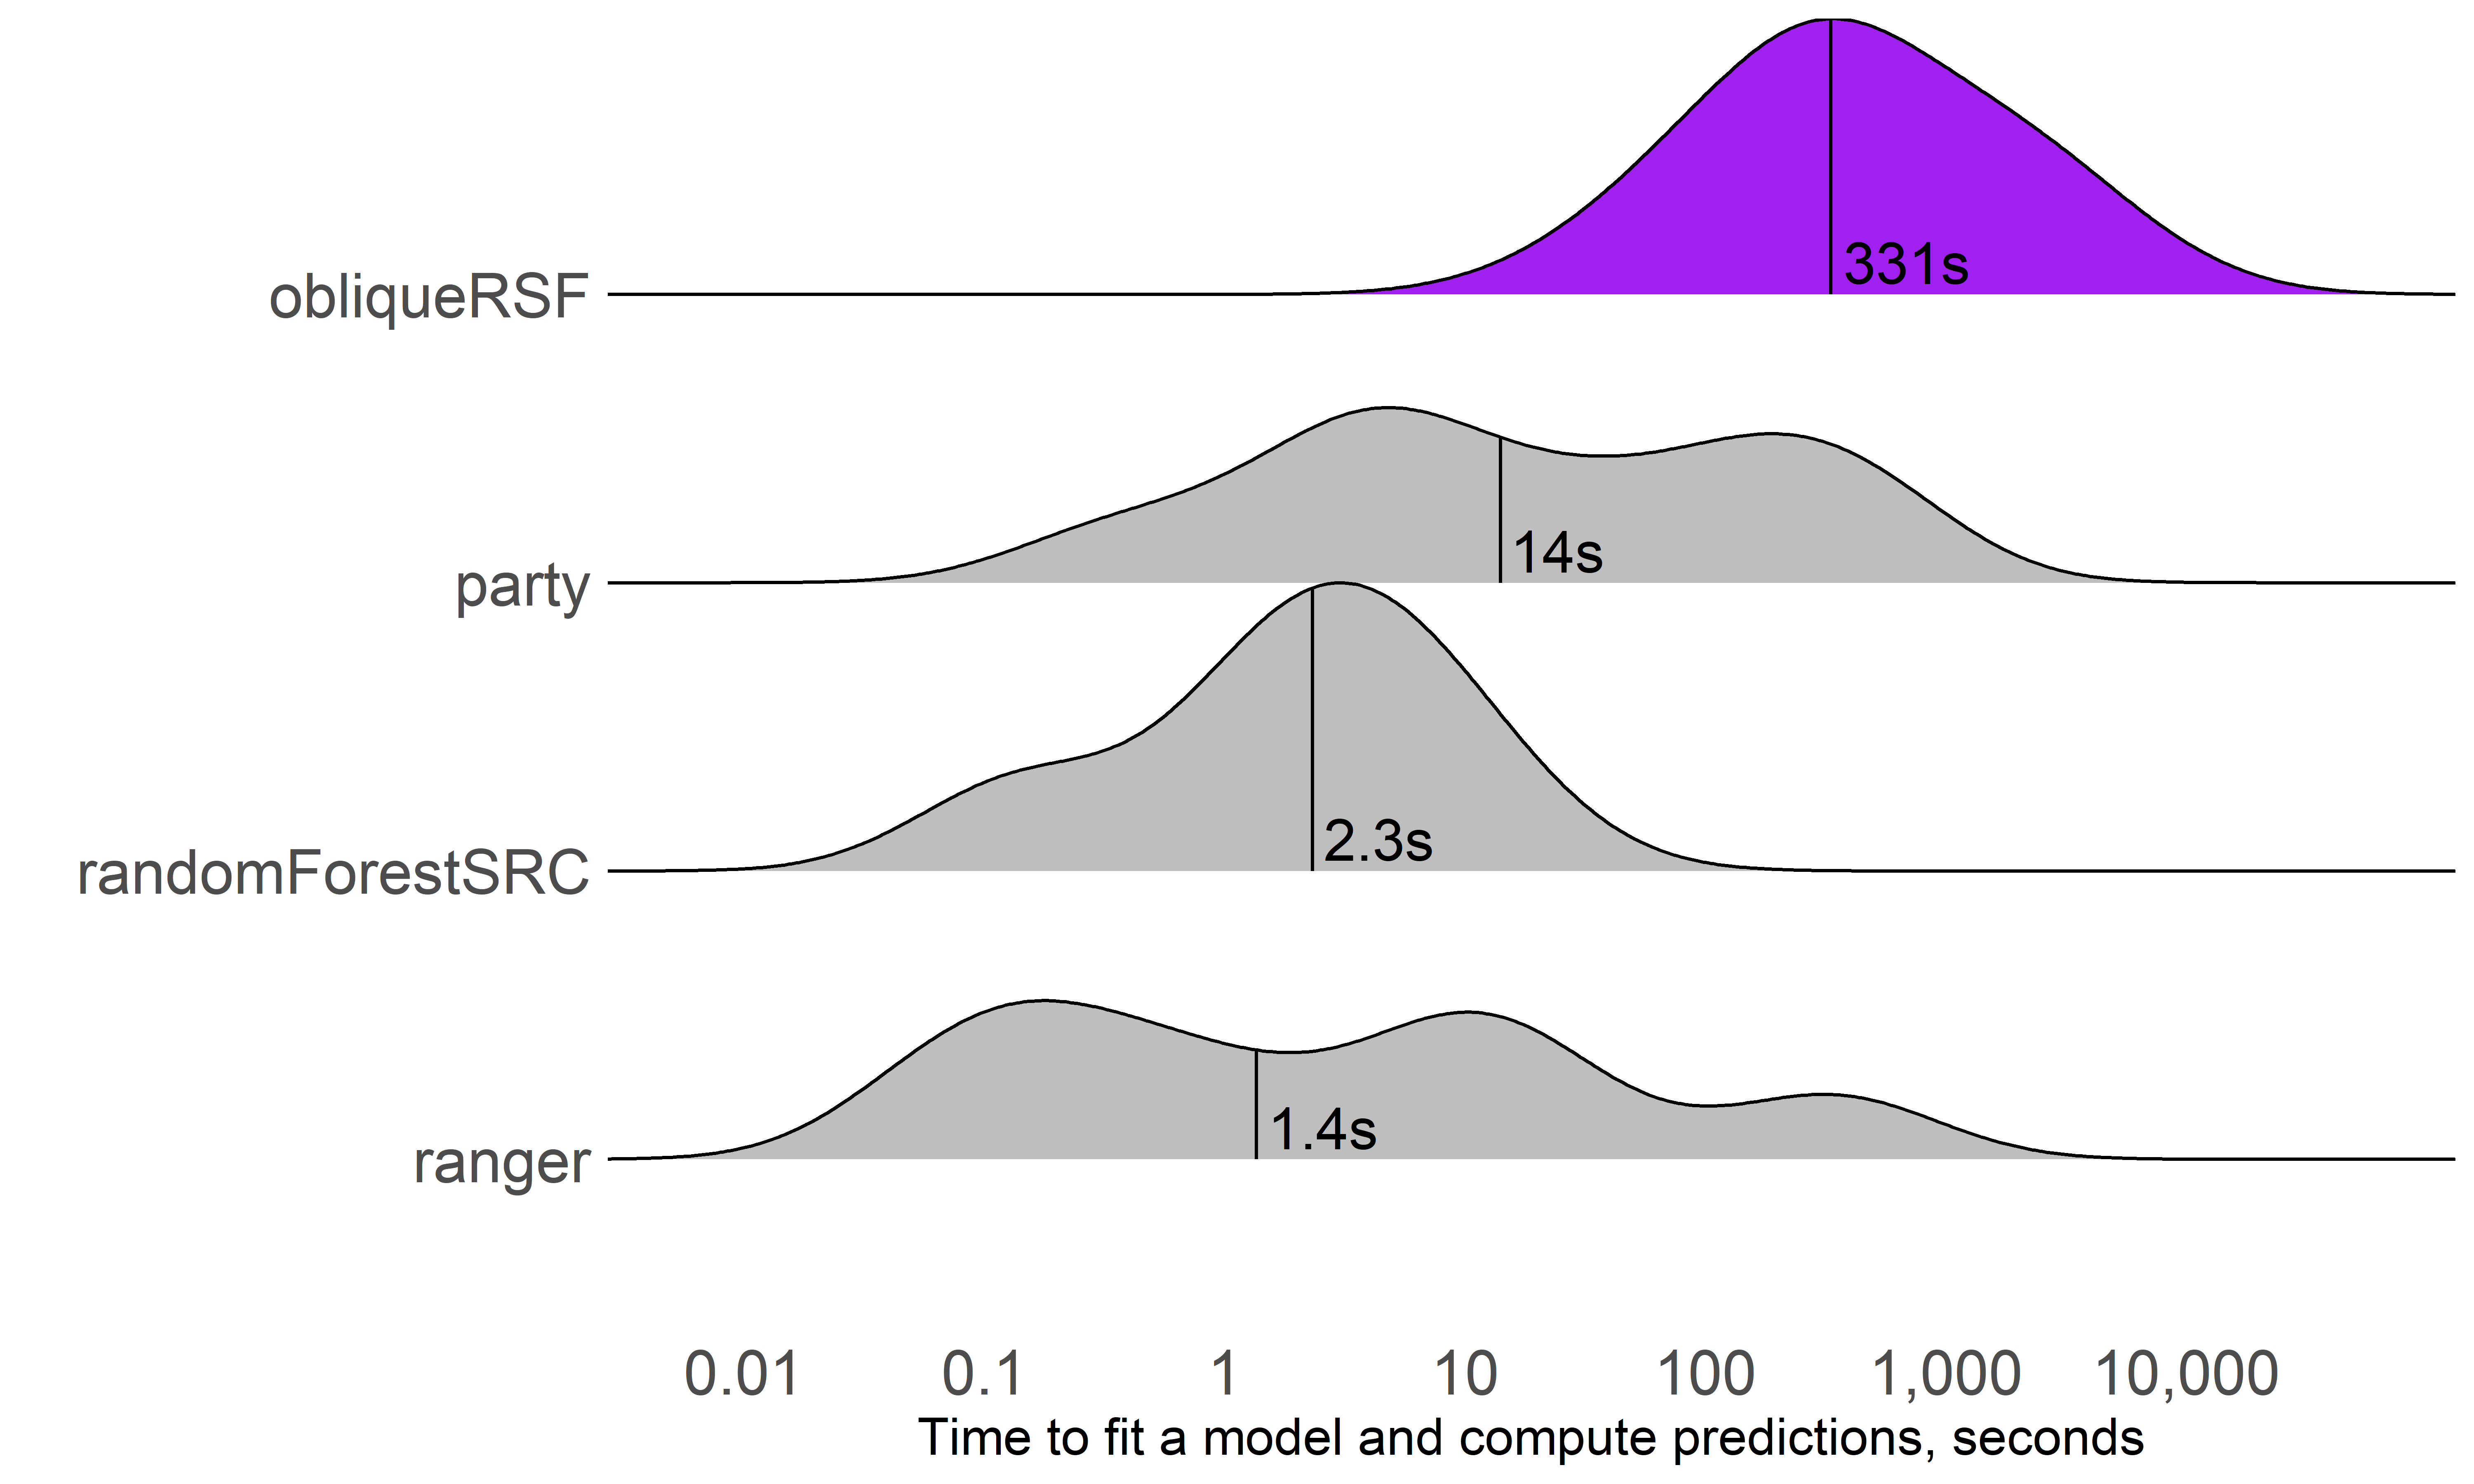 obliqueRSF
331s
party
14s
randomForestSRC
2.3s
ranger
1.4s
0.01 0.1 1 10 100 1,000 10,000
Time to fit a model and compute predictions, seconds